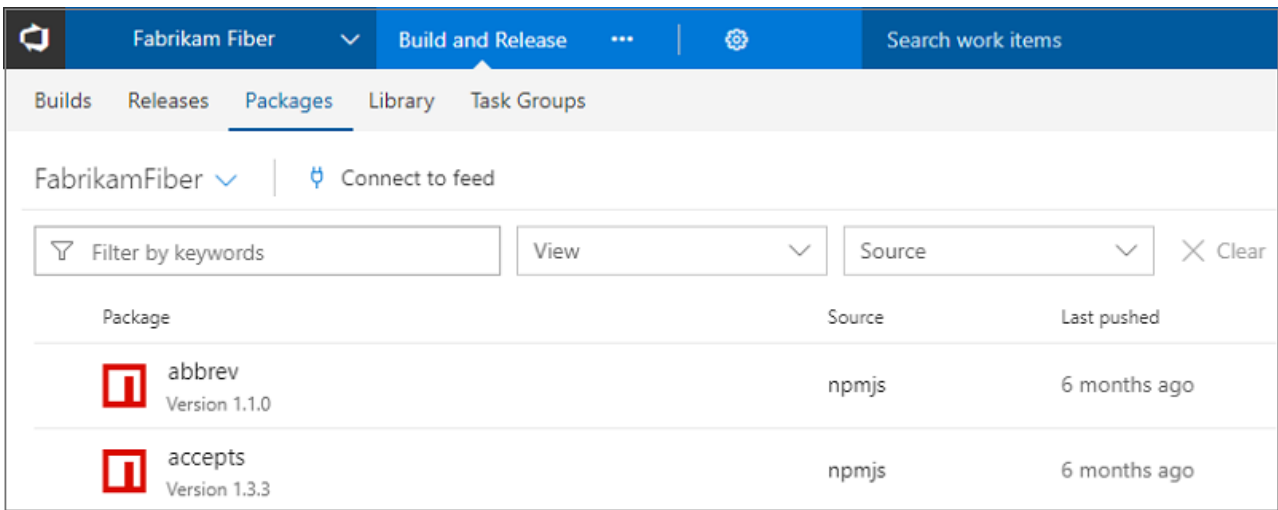 Fabrikam Fiber Build and Release ... Search work items
Builds Releases Packages Library Task Groups
FabrikamFiber Connect to feed
Filter by keywords View Source Clear
Package Source Last pushed
abbrev
Version 1.1.0
npmjs 6 months ago
accepts
Version 1.3.3
npmjs 6 months ago